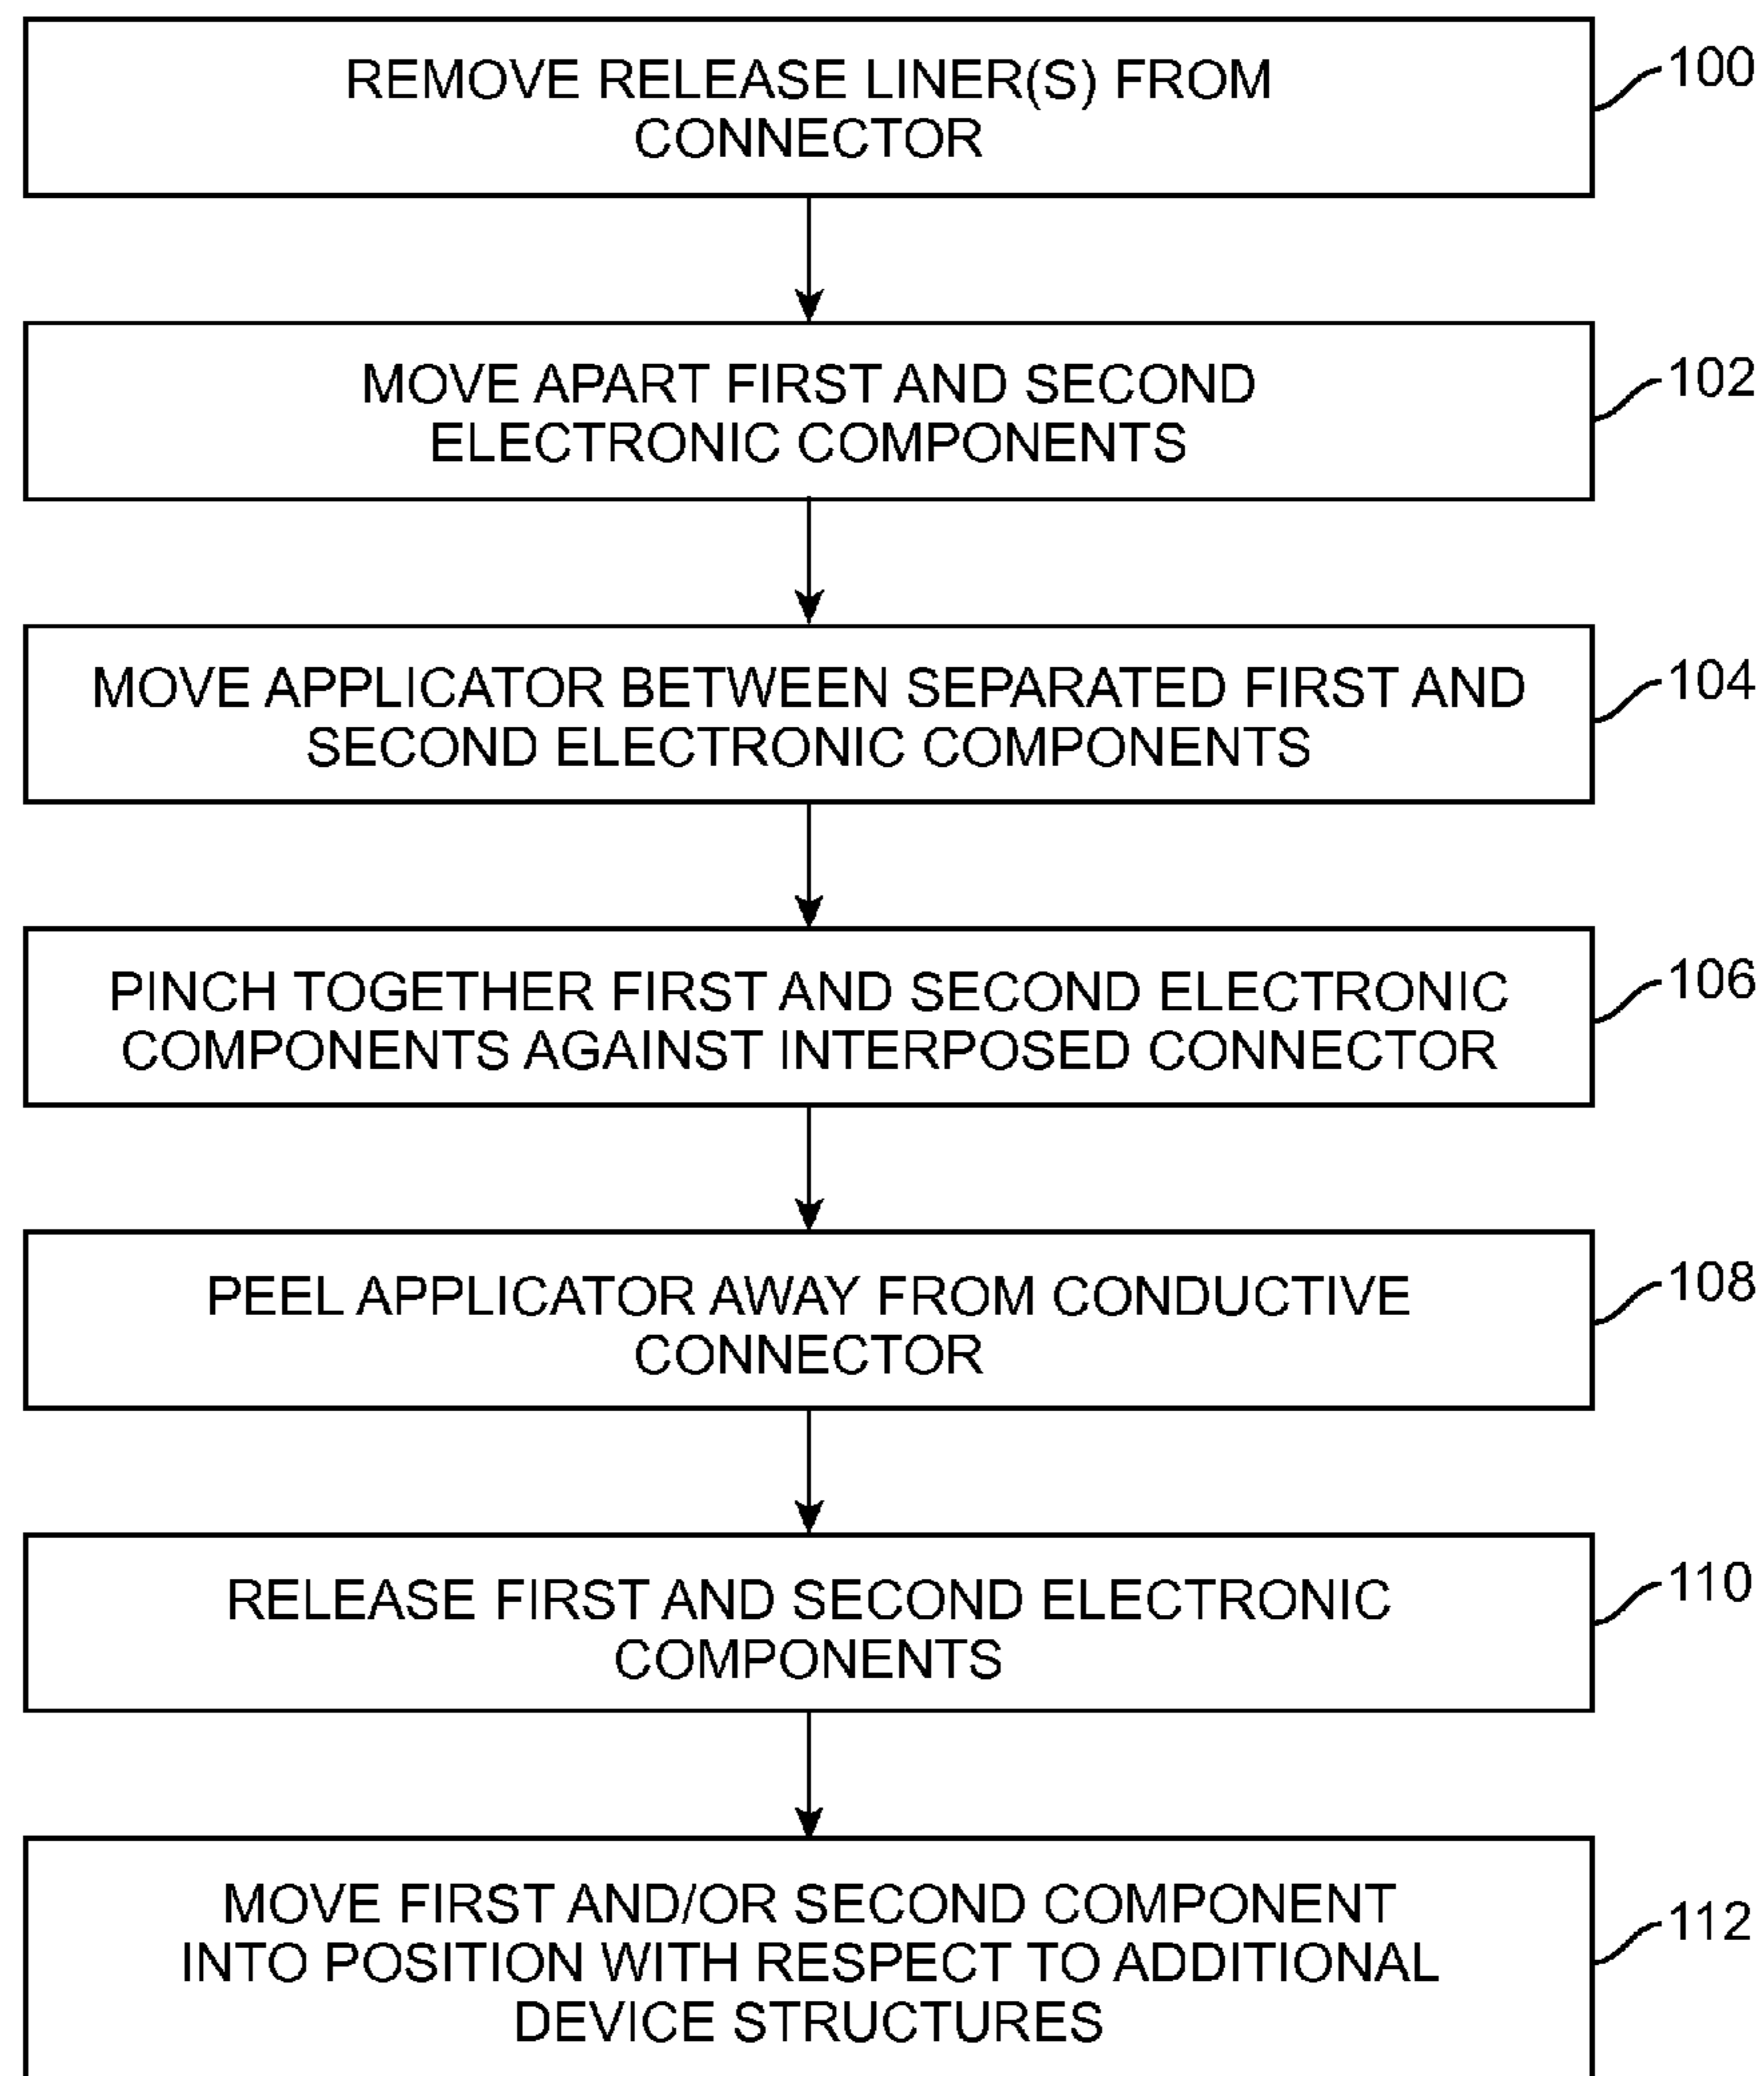 REMOVE RELEASE LINER(S) FROM
CONNECTOR
100
MOVE APART FIRST AND SECOND
ELECTRONIC COMPONENTS
102
MOVE APPLICATOR BETWEEN SEPARATED FIRST AND
SECOND ELECTRONIC COMPONENTS
104
PINCH TOGETHER FIRST AND SECOND ELECTRONIC
COMPONENTS AGAINST INTERPOSED CONNECTOR
106
PEEL APPLICATOR AWAY FROM CONDUCTIVE
CONNECTOR
108
RELEASE FIRST AND SECOND ELECTRONIC
COMPONENTS
110
MOVE FIRST AND/OR SECOND COMPONENT
INTO POSITION WITH RESPECT TO ADDITIONAL
DEVICE STRUCTURES
112